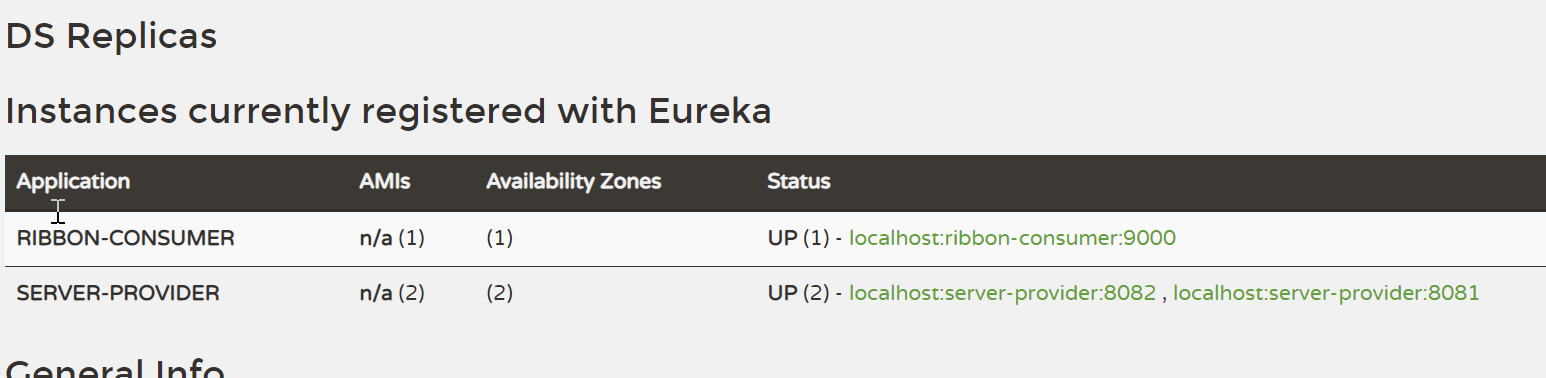 DS Replicas
Instances currently registered with Eureka
Application AMIs Availability Zones Status
RIBBON-CONSUMER n/a (1) (1) UP (1) - localhost:ribbon-consumer:9000
SERVER-PROVIDER n/a (2) (2) UP (2) - localhost:server-provider:8082 , localhost:server-provider:8081
General Info